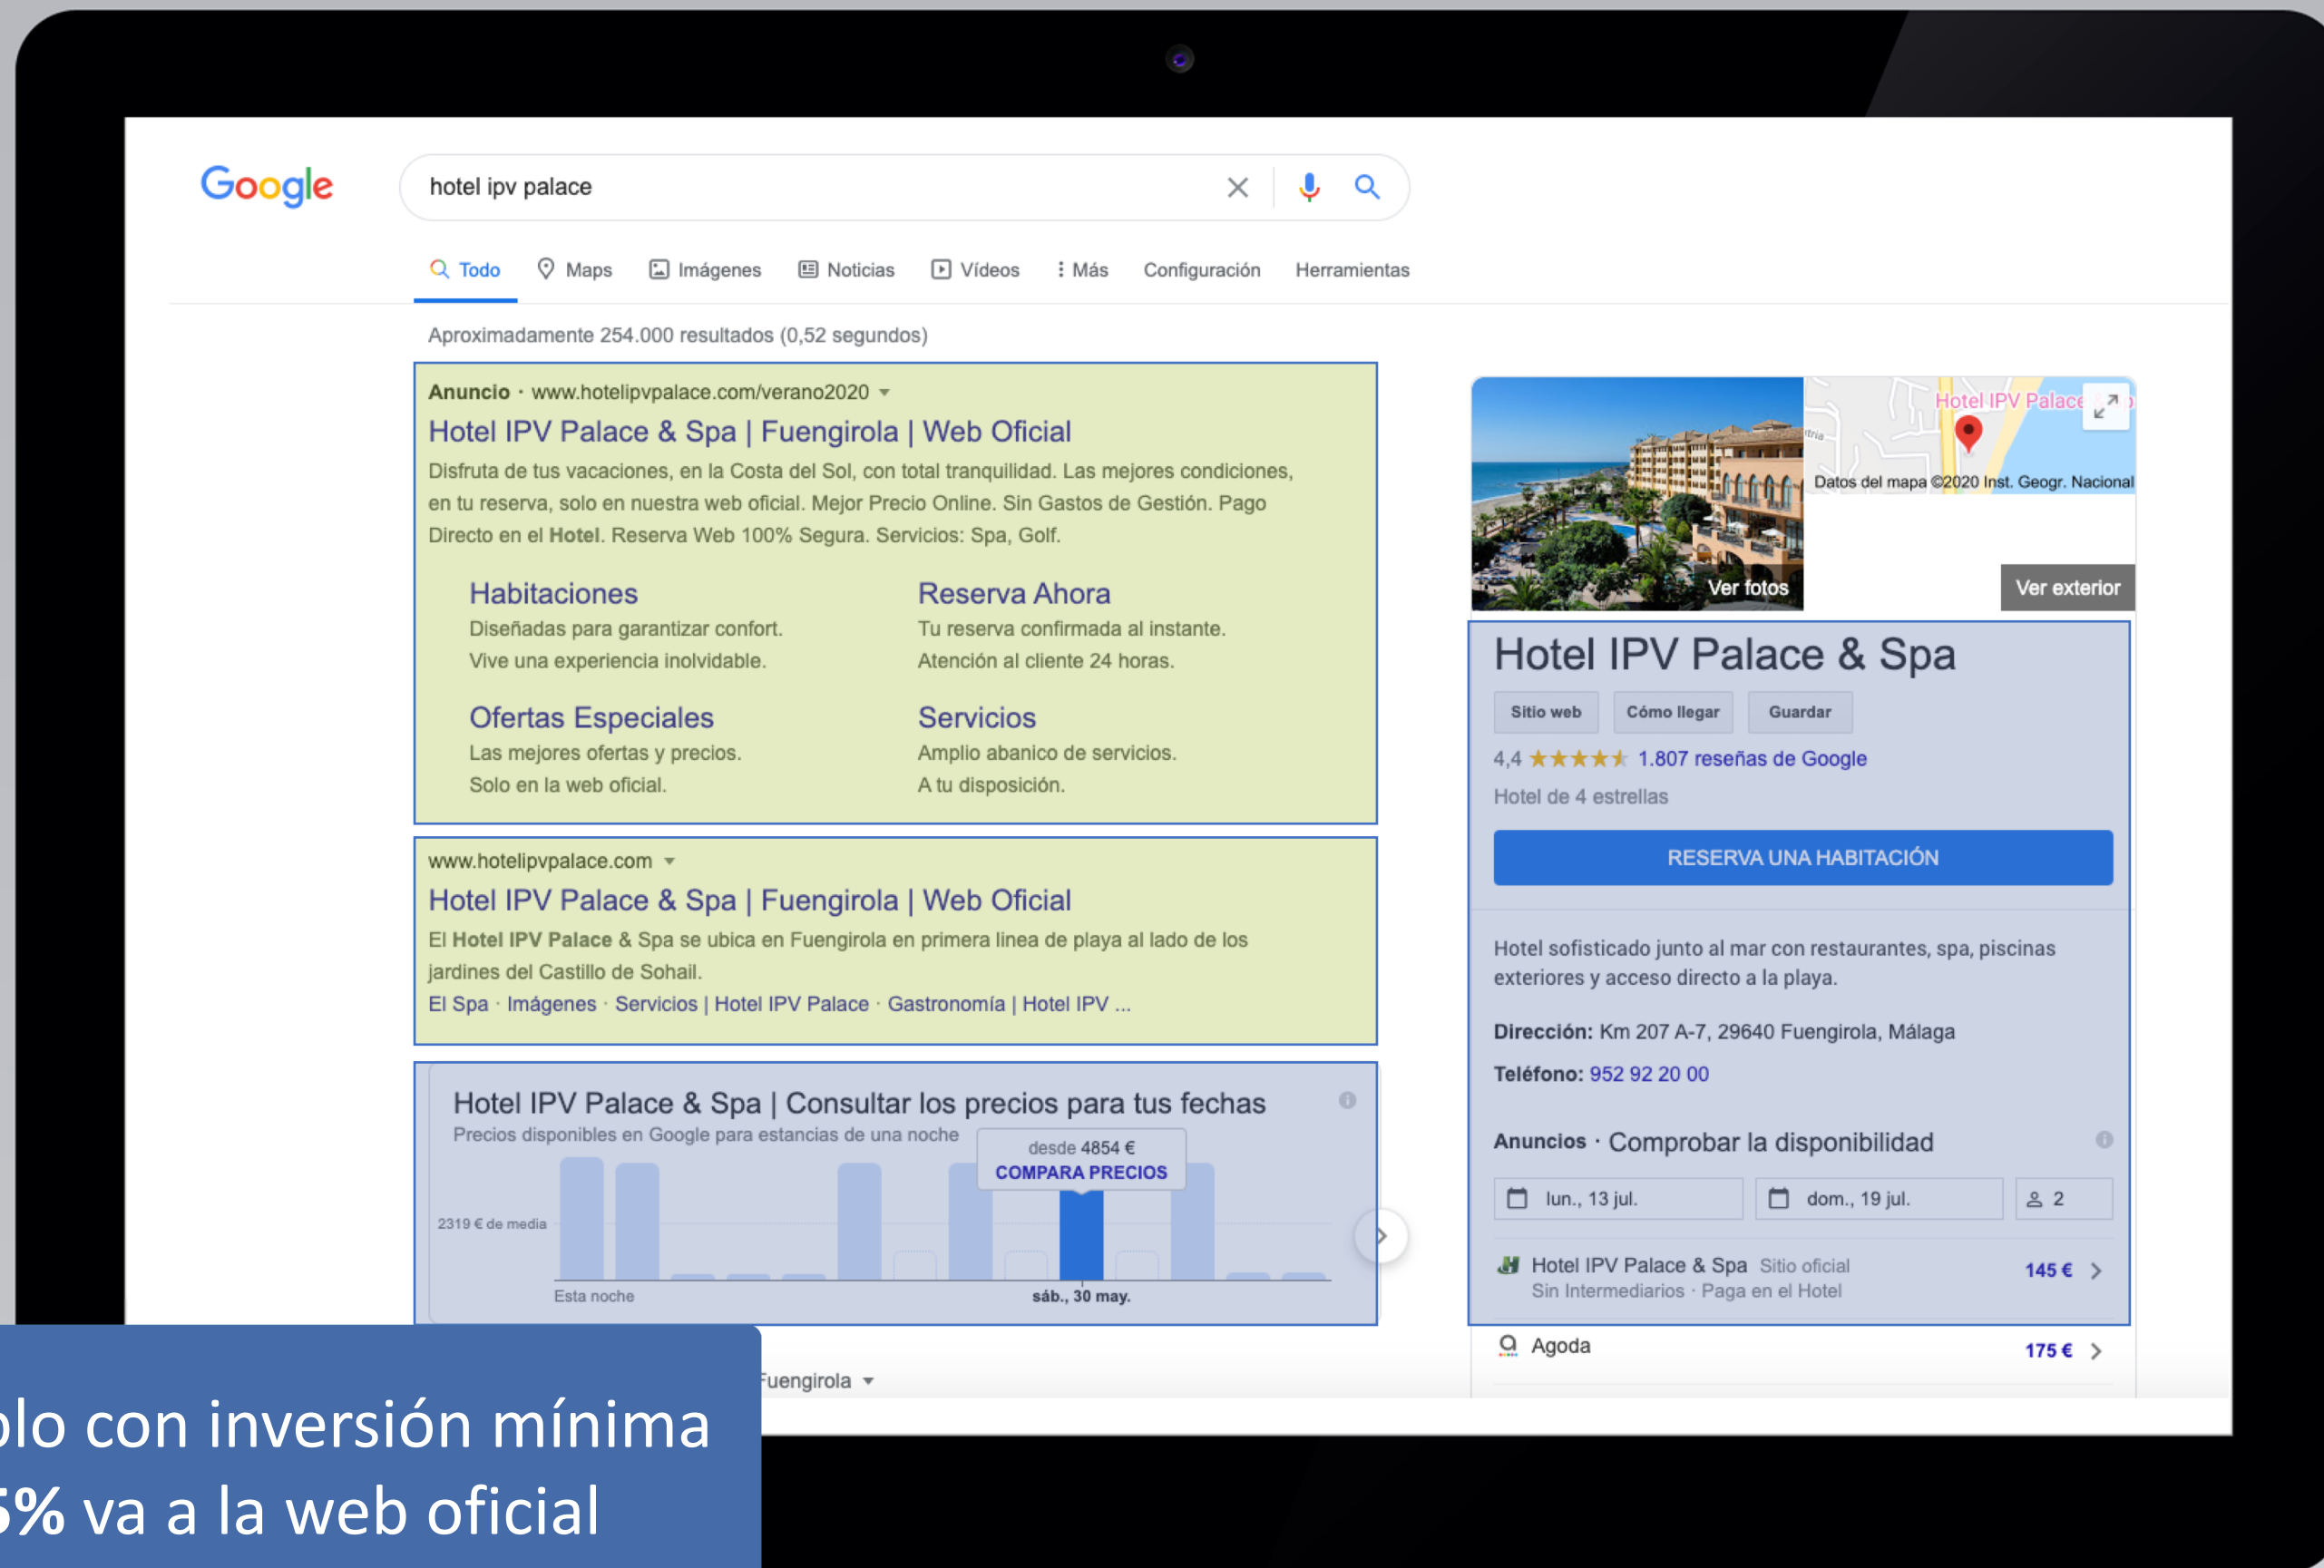 Google
hotel ipv palace
Todo Maps Imágenes Noticias Vídeos Más Configuración Herramientas
Aproximadamente 254.000 resultados (0,52 segundos)
Anuncio · www.hotelipvpalace.com/verano2020
Hotel IPV Palace & Spa | Fuengirola | Web Oficial
Disfruta de tus vacaciones, en la Costa del Sol, con total tranquilidad. Las mejores condiciones,
en tu reserva, solo en nuestra web oficial. Mejor Precio Online. Sin Gastos de Gestión. Pago
Directo en el Hotel. Reserva Web 100% Segura. Servicios: Spa, Golf.
Habitaciones
Diseñadas para garantizar confort.
Vive una experiencia inolvidable.
Reserva Ahora
Tu reserva confirmada al instante.
Atención al cliente 24 horas.
Ofertas Especiales
Las mejores ofertas y precios.
Solo en la web oficial.
Servicios
Amplio abanico de servicios.
A tu disposición.
www.hotelipvpalace.com
Hotel IPV Palace & Spa | Fuengirola | Web Oficial
El Hotel IPV Palace & Spa se ubica en Fuengirola en primera linea de playa al lado de los
jardines del Castillo de Sohail.
El Spa · Imágenes · Servicios | Hotel IPV Palace · Gastronomía | Hotel IPV ...
Hotel IPV Palace & Spa | Consultar los precios para tus fechas
Precios disponibles en Google para estancias de una noche
desde 4854 €
COMPARA PRECIOS
2319 € de media
Esta noche
sáb., 30 may.
Fuengirola
Hotel IPV Palace
Datos del mapa ©2020 Inst. Geogr. Nacional
Ver fotos
Ver exterior
Hotel IPV Palace & Spa
Sitio web Cómo llegar Guardar
4,4 1.807 reseñas de Google
Hotel de 4 estrellas
RESERVA UNA HABITACIÓN
Hotel sofisticado junto al mar con restaurantes, spa, piscinas
exteriores y acceso directo a la playa.
Dirección: Km 207 A-7, 29640 Fuengirola, Málaga
Teléfono: 952 92 20 00
Anuncios · Comprobar la disponibilidad
lun., 13 jul. dom., 19 jul. 2
Hotel IPV Palace & Spa Sitio oficial 145 €
Sin Intermediarios · Paga en el Hotel
Agoda 175 €
con inversión mínima
va a la web oficial